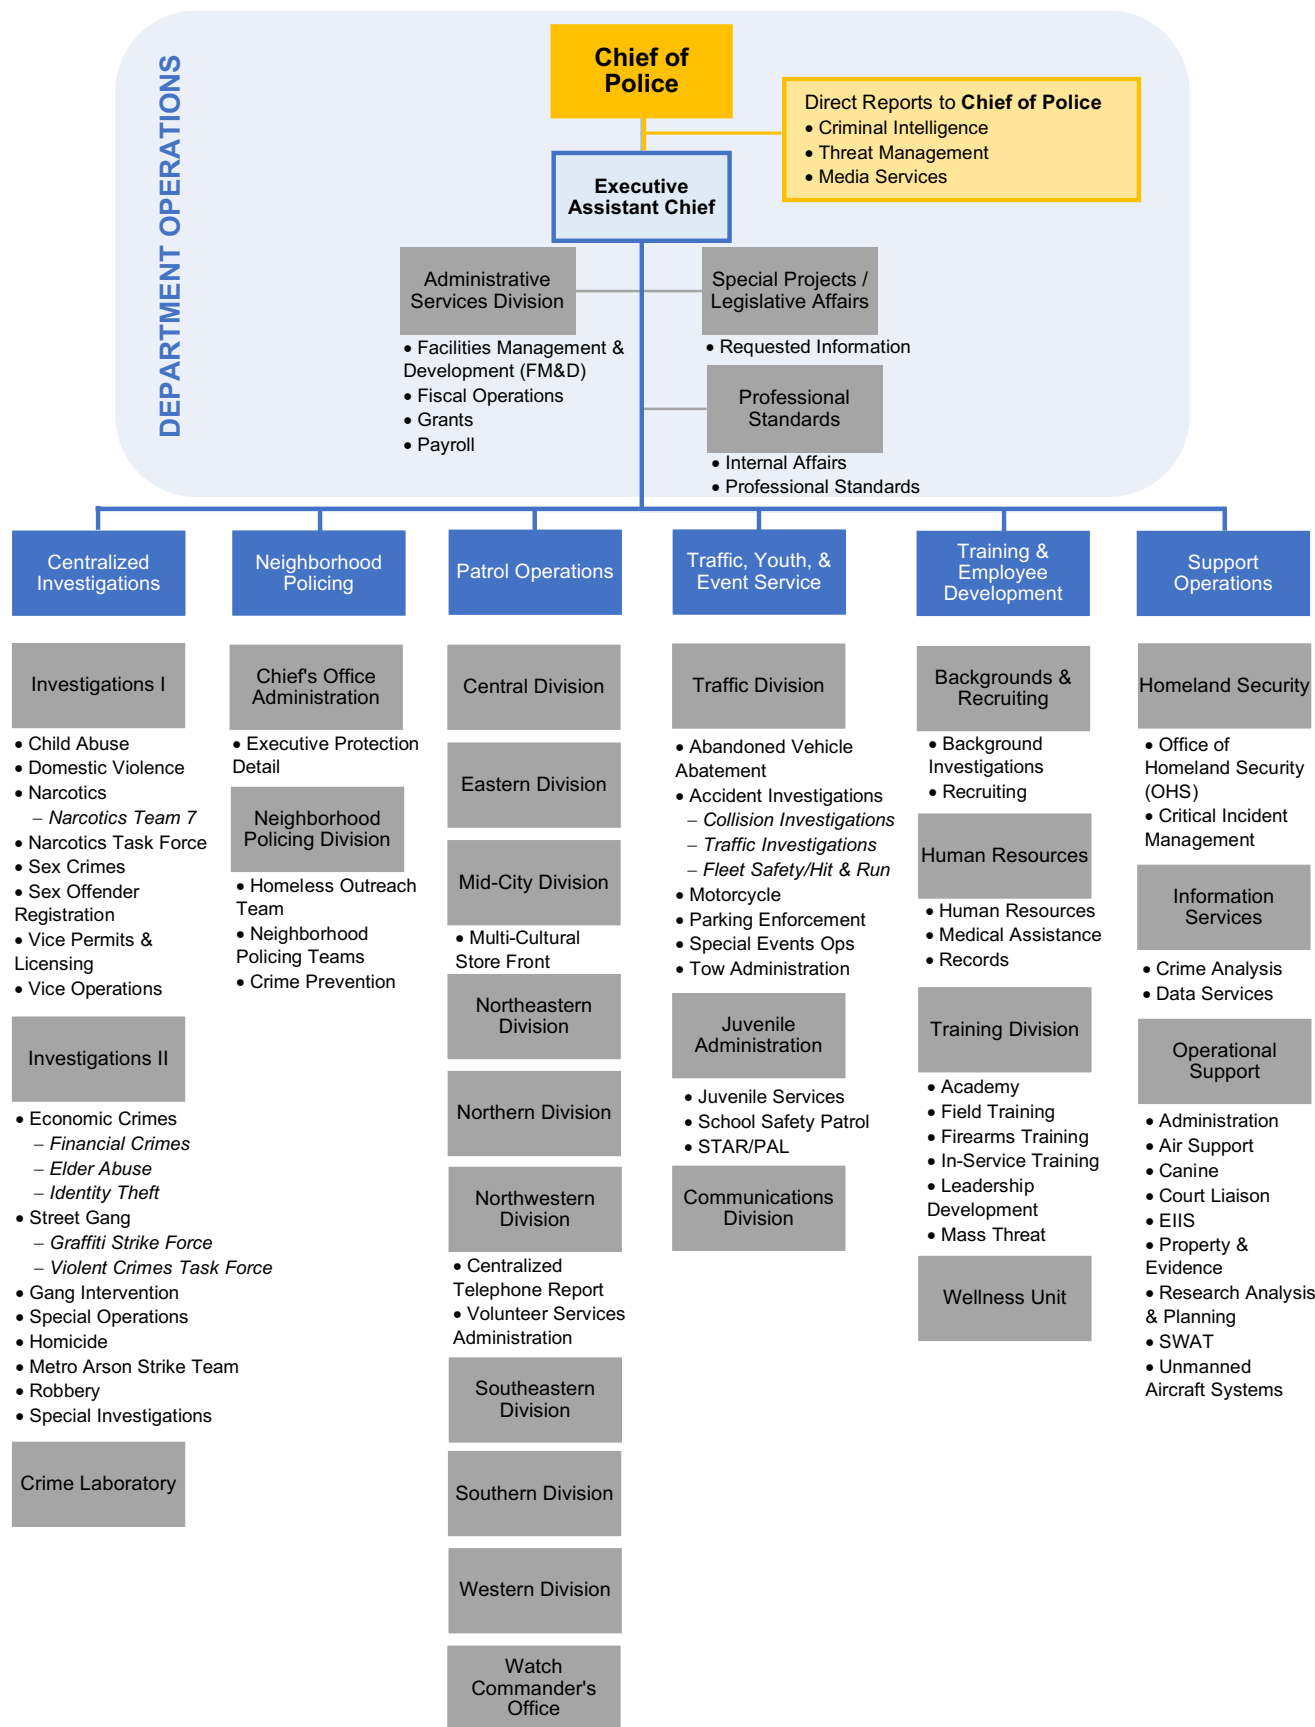 DEPARTMENT OPERATIONS
Chief of
Police
Direct Reports to Chief of Police
• Criminal Intelligence
• Threat Management
• Media Services
Executive
Assistant Chief
Administrative
Services Division
• Facilities Management &
Development (FM&D)
• Fiscal Operations
• Grants
• Payroll
Special Projects /
Legislative Affairs
• Requested Information
Professional
Standards
• Internal Affairs
• Professional Standards
Centralized
Investigations
Investigations I
• Child Abuse
• Domestic Violence
• Narcotics
– Narcotics Team 7
• Narcotics Task Force
• Sex Crimes
• Sex Offender
Registration
• Vice Permits &
Licensing
• Vice Operations
Investigations II
• Economic Crimes
– Financial Crimes
– Elder Abuse
– Identity Theft
• Street Gang
– Graffiti Strike Force
– Violent Crimes Task Force
• Gang Intervention
• Special Operations
• Homicide
• Metro Arson Strike Team
• Robbery
• Special Investigations
Crime Laboratory
Neighborhood
Policing
Chief's Office
Administration
• Executive Protection
Detail
Neighborhood
Policing Division
• Homeless Outreach
Team
• Neighborhood
Policing Teams
• Crime Prevention
Patrol Operations
Central Division
Eastern Division
Mid-City Division
• Multi-Cultural
Store Front
Northeastern
Division
Northern Division
Northwestern
Division
• Centralized
Telephone Report
• Volunteer Services
Administration
Southeastern
Division
Southern Division
Western Division
Watch
Commander's
Office
Traffic, Youth, &
Event Service
Traffic Division
• Abandoned Vehicle
Abatement
• Accident Investigations
– Collision Investigations
– Traffic Investigations
– Fleet Safety/Hit & Run
• Motorcycle
• Parking Enforcement
• Special Events Ops
• Tow Administration
Juvenile
Administration
• Juvenile Services
• School Safety Patrol
• STAR/PAL
Communications
Division
Training &
Employee
Development
Backgrounds &
Recruiting
• Background
Investigations
• Recruiting
Human Resources
• Human Resources
• Medical Assistance
• Records
Training Division
• Academy
• Field Training
• Firearms Training
• In-Service Training
• Leadership
Development
• Mass Threat
Wellness Unit
Support
Operations
Homeland Security
• Office of
Homeland Security
(OHS)
• Critical Incident
Management
Information
Services
• Crime Analysis
• Data Services
Operational
Support
• Administration
• Air Support
• Canine
• Court Liaison
• EIIS
• Property &
Evidence
• Research Analysis
& Planning
• SWAT
• Unmanned
Aircraft Systems